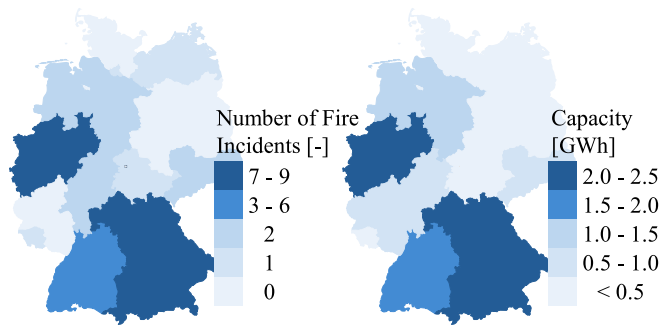 Number of Fire
Incidents [-]
7 - 9
3 - 6
2
1
0
Capacity
[GWh]
2.0 - 2.5
1.5 - 2.0
1.0 - 1.5
0.5 - 1.0
< 0.5